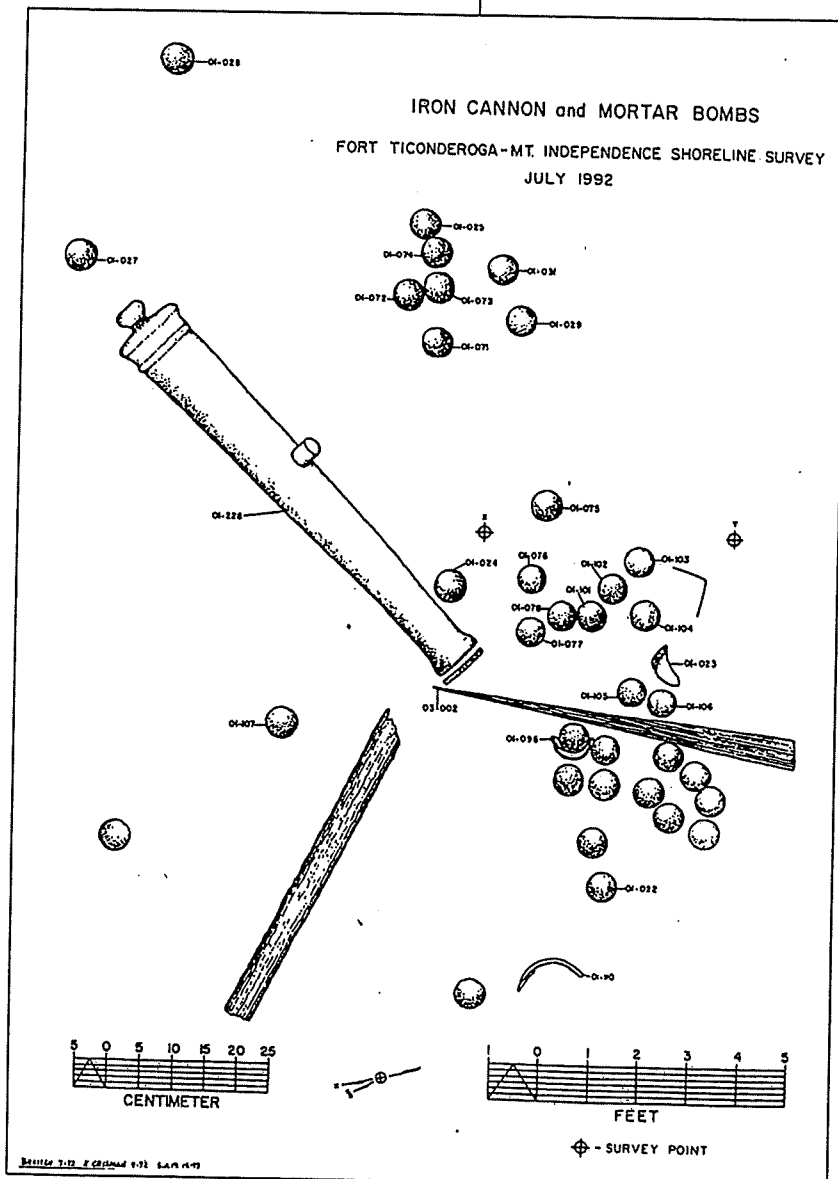 01-028
IRON CANNON and MORTAR BOMBS
FORT TICONDEROGA-MT. INDEPENDENCE SHORELINE SURVEY
JULY 1992
01-025
01-074
01-027
01-072
01-073
01-029
01-071
01-228
01-075
X
Y
01-024
01-076
01-102
01-103
01-101
01-078
01-077
01-104
01-023
01-105
01-106
03-002
01-107
01-096
01-022
01-110
5 0 5 10 15 20 25
CENTIMETER
1 0 1 2 3 4 5
FEET
- SURVEY POINT